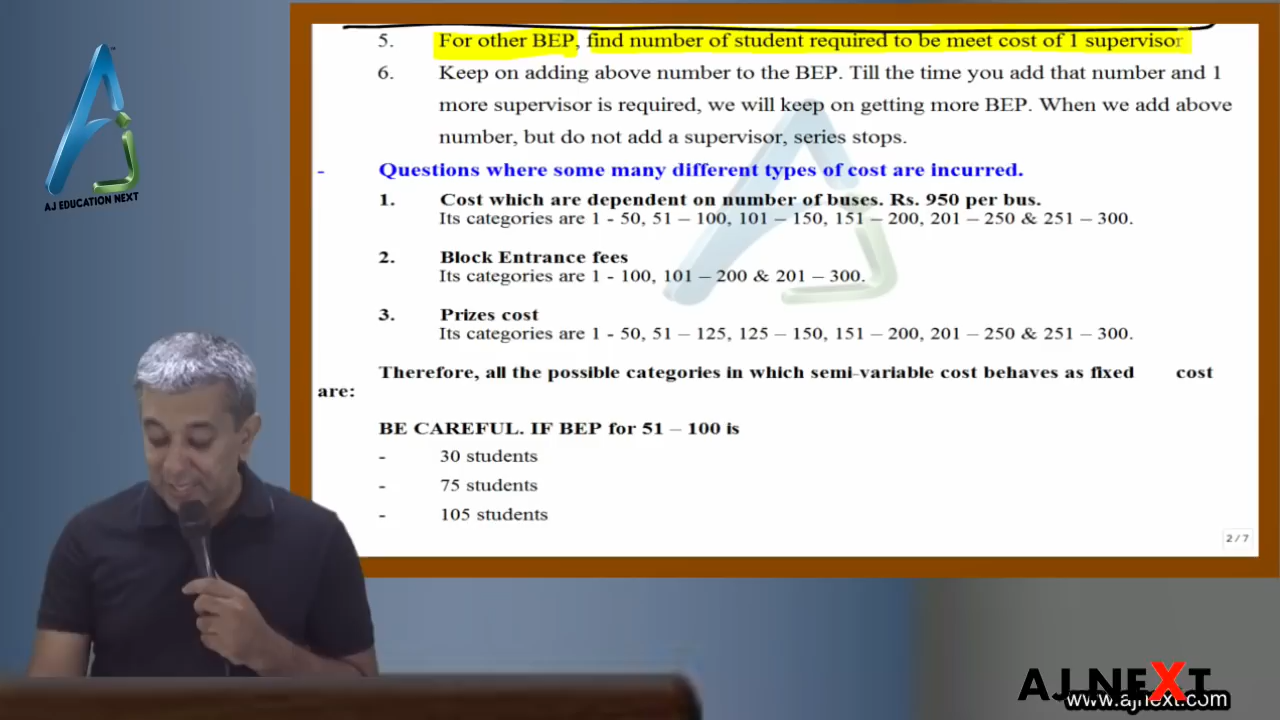 5. For other BEP, find number of student required to be meet cost of 1 supervisor
6. Keep on adding above number to the BEP. Till the time you add that number and 1
more supervisor is required, we will keep on getting more BEP. When we add above
number, but do not add a supervisor, series stops.
- Questions where some many different types of cost are incurred.
1. Cost which are dependent on number of buses. Rs. 950 per bus.
Its categories are 1 - 50, 51 – 100, 101 – 150, 151 – 200, 201 – 250 & 251 – 300.
2. Block Entrance fees
Its categories are 1 - 100, 101 – 200 & 201 – 300.
3. Prizes cost
Its categories are 1 - 50, 51 – 125, 125 – 150, 151 – 200, 201 – 250 & 251 – 300.
Therefore, all the possible categories in which semi-variable cost behaves as fixed cost
are:
BE CAREFUL. IF BEP for 51 – 100 is
- 30 students
- 75 students
- 105 students
2 / 7
AJ EDUCATION NEXT
AJ NEXT
www.ajnext.com